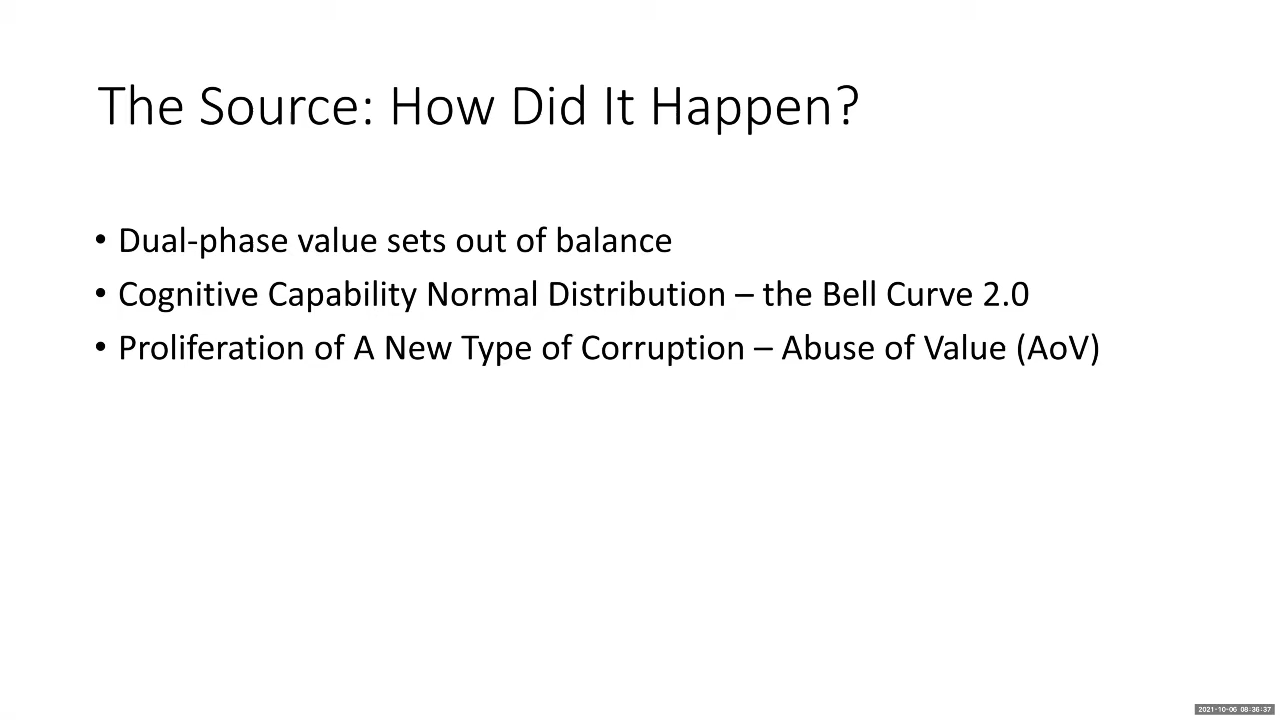 The Source: How Did It Happen?
• Dual-phase value sets out of balance
• Cognitive Capability Normal Distribution – the Bell Curve 2.0
• Proliferation of A New Type of Corruption – Abuse of Value (AoV)
2021-10-06 08:36:37